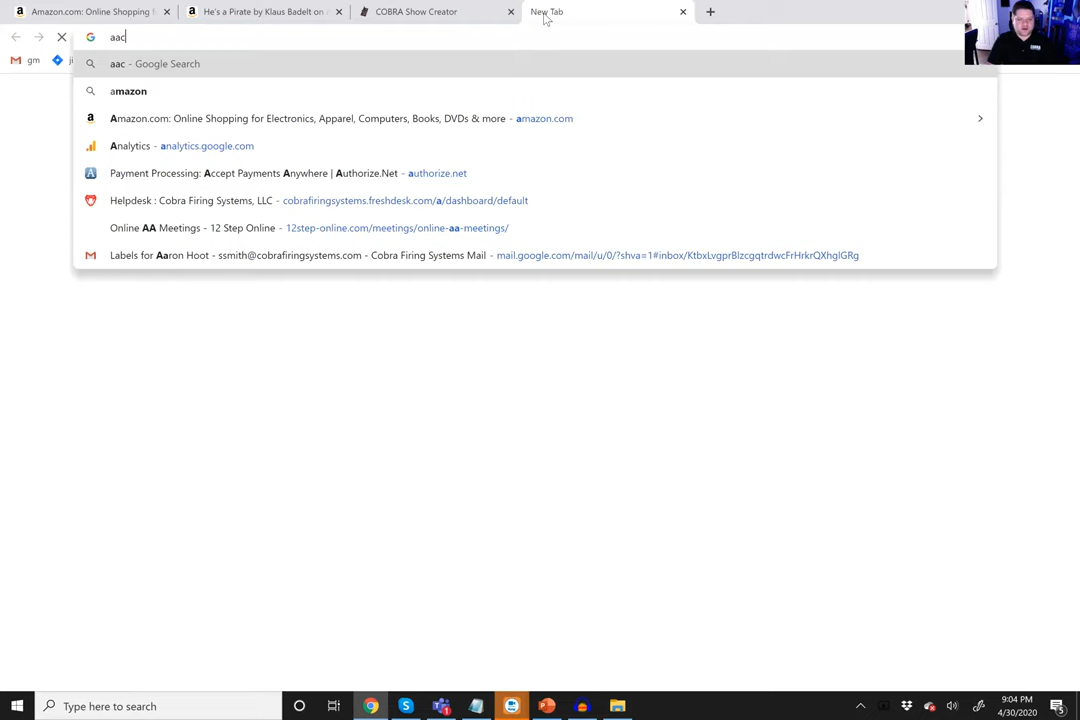 Amazon.com: Online Shopping f
He's a Pirate by Klaus Badelt on
COBRA Show Creator
New Tab
aac
gm
aac - Google Search
amazon
Amazon.com: Online Shopping for Electronics, Apparel, Computers, Books, DVDs & more - amazon.com
Analytics - analytics.google.com
Payment Processing: Accept Payments Anywhere | Authorize.Net - authorize.net
Helpdesk : Cobra Firing Systems, LLC - cobrafiringsystems.freshdesk.com/a/dashboard/default
Online AA Meetings - 12 Step Online - 12step-online.com/meetings/online-aa-meetings/
Labels for Aaron Hoot - ssmith@cobrafiringsystems.com - Cobra Firing Systems Mail - mail.google.com/mail/u/0/?shva=1#inbox/KtbxLvgprBlzcgqtrdwcFrHrkrQXhglGRg
Type here to search
9:04 PM
4/30/2020